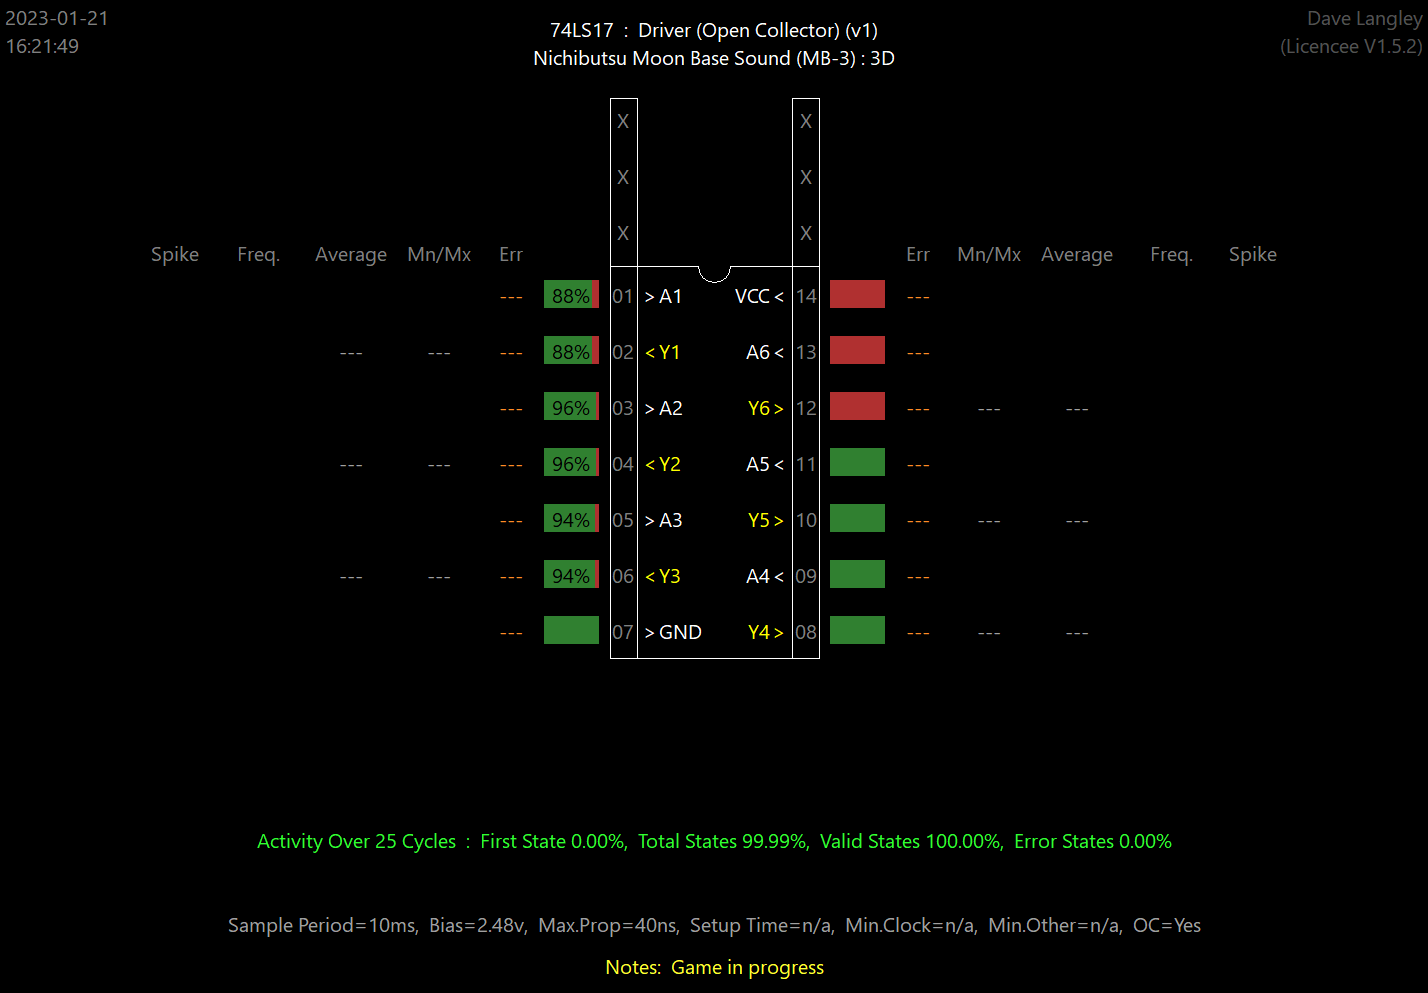 2023-01-21
16:21:49
74LS17 : Driver (Open Collector) (v1)
Nichibutsu Moon Base Sound (MB-3) : 3D
Dave Langley
(Licencee V1.5.2)
X X
X X
X X
Spike Freq. Average Mn/Mx Err Err Mn/Mx Average Freq. Spike
--- 88% 01 > A1 VCC < 14 ---
--- --- --- 88% 02 < Y1 A6 < 13 ---
--- 96% 03 > A2 Y6 > 12 --- --- ---
--- --- --- 96% 04 < Y2 A5 < 11 ---
--- 94% 05 > A3 Y5 > 10 --- --- ---
--- --- --- 94% 06 < Y3 A4 < 09 ---
--- 07 > GND Y4 > 08 --- --- ---
Activity Over 25 Cycles : First State 0.00%, Total States 99.99%, Valid States 100.00%, Error States 0.00%
Sample Period=10ms, Bias=2.48v, Max.Prop=40ns, Setup Time=n/a, Min.Clock=n/a, Min.Other=n/a, OC=Yes
Notes: Game in progress